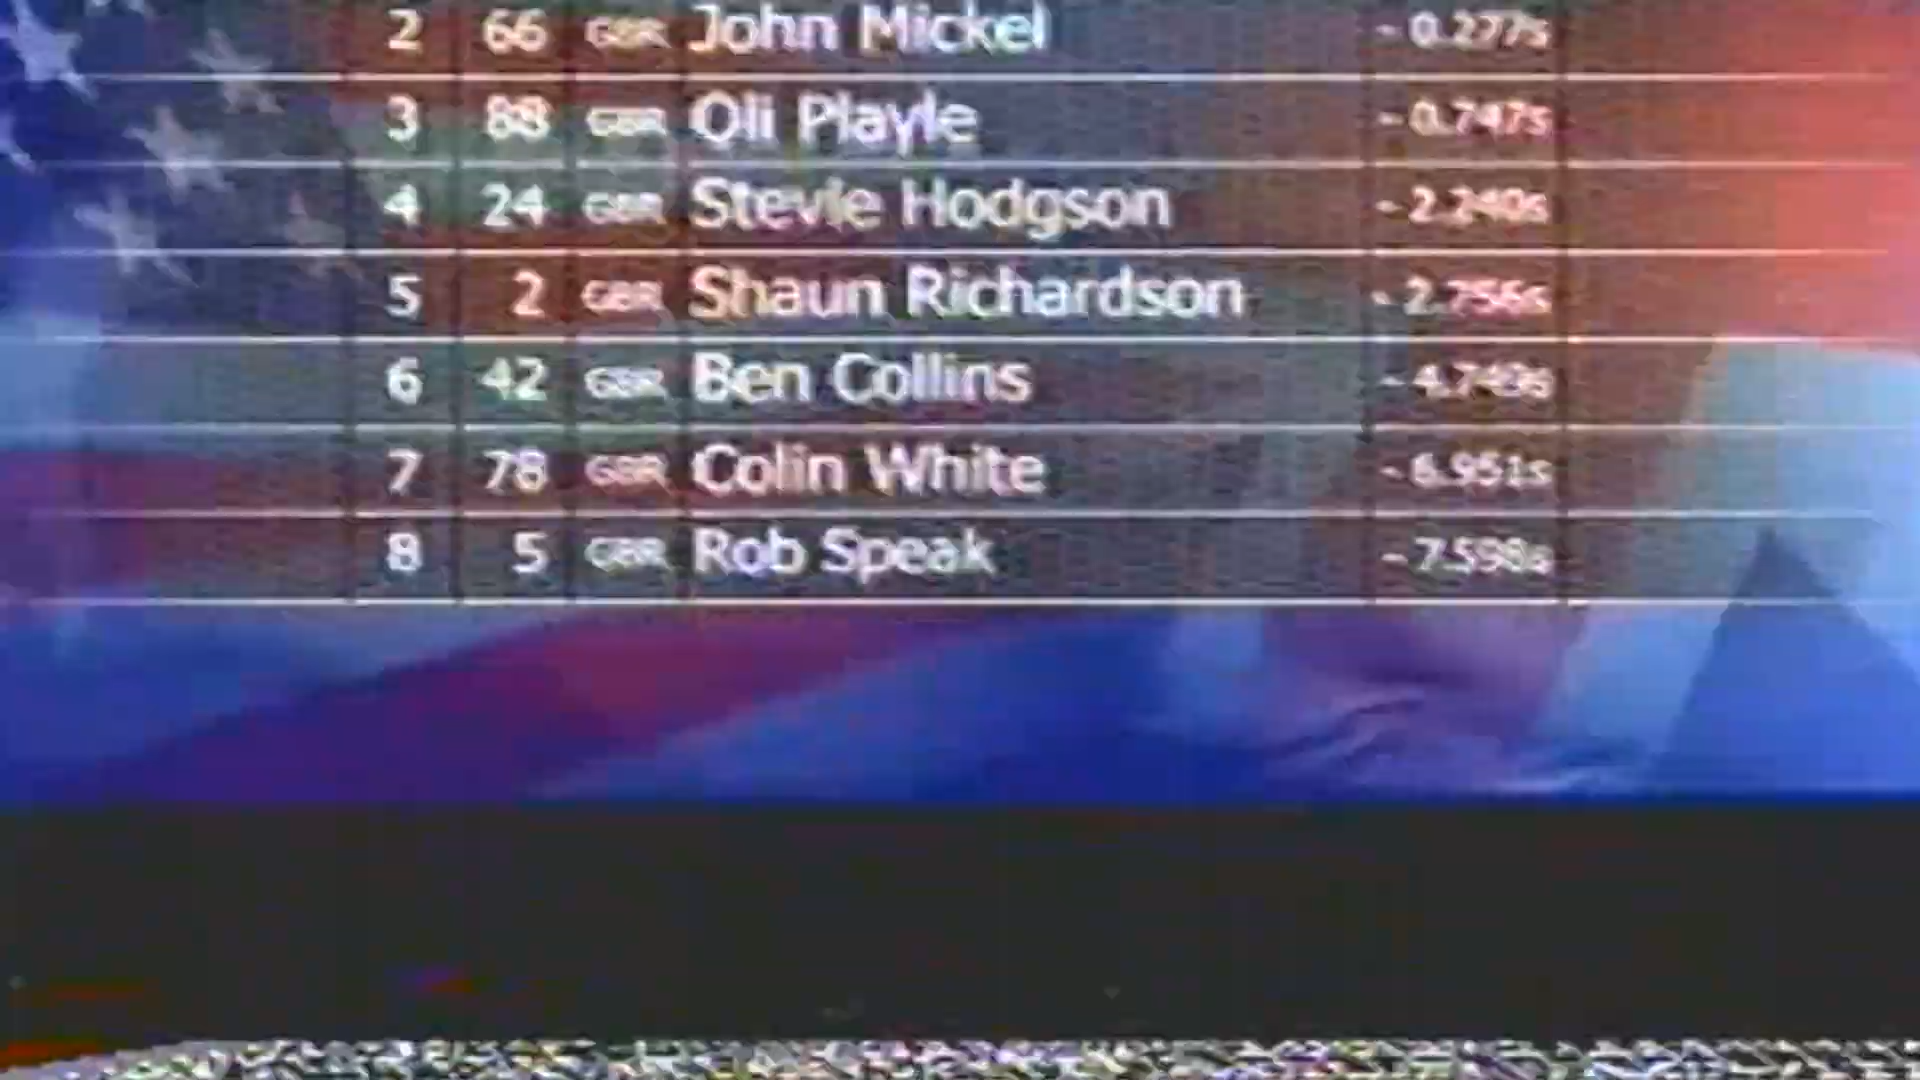 2 66 GBR John Mickel - 0.277s
3 88 GBR Oli Playle - 0.747s
4 24 GBR Stevie Hodgson - 2.240s
5 2 GBR Shaun Richardson - 2.756s
6 42 GBR Ben Collins - 4.749s
7 78 GBR Colin White - 6.951s
8 5 GBR Rob Speak - 7.598s